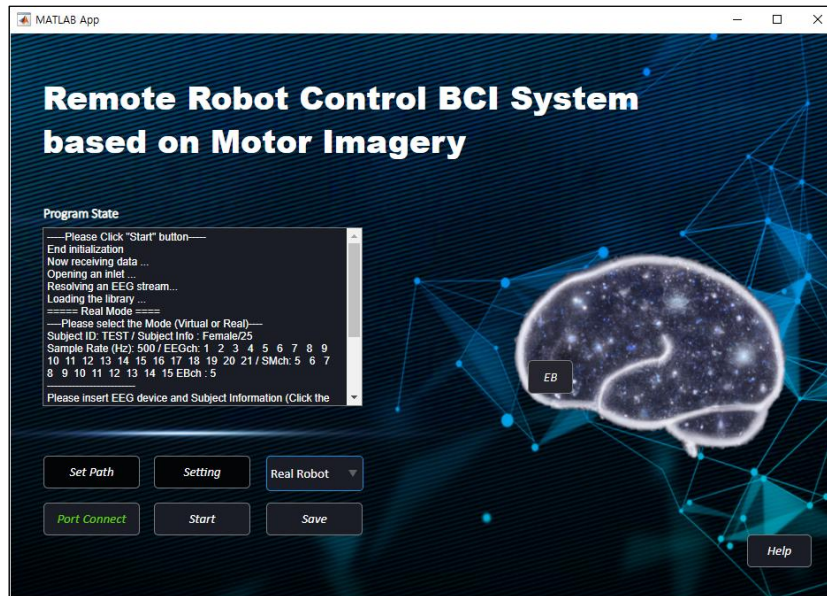 MATLAB App
Remote Robot Control BCI System
based on Motor Imagery
Program State
-----Please Click "Start" button-----
End initialization
Now receiving data ...
Opening an inlet ...
Resolving an EEG stream...
Loading the library ...
===== Real Mode ====
----Please select the Mode (Virtual or Real)----
Subject ID: TEST / Subject Info : Female/25
Sample Rate (Hz): 500 / EEGch: 1 2 3 4 5 6 7 8 9
10 11 12 13 14 15 16 17 18 19 20 21 / SMch: 5 6 7
8 9 10 11 12 13 14 15 EBch : 5
------------------------------
Please insert EEG device and Subject Information (Click the
EB
Set Path
Setting
Real Robot
Port Connect
Start
Save
Help